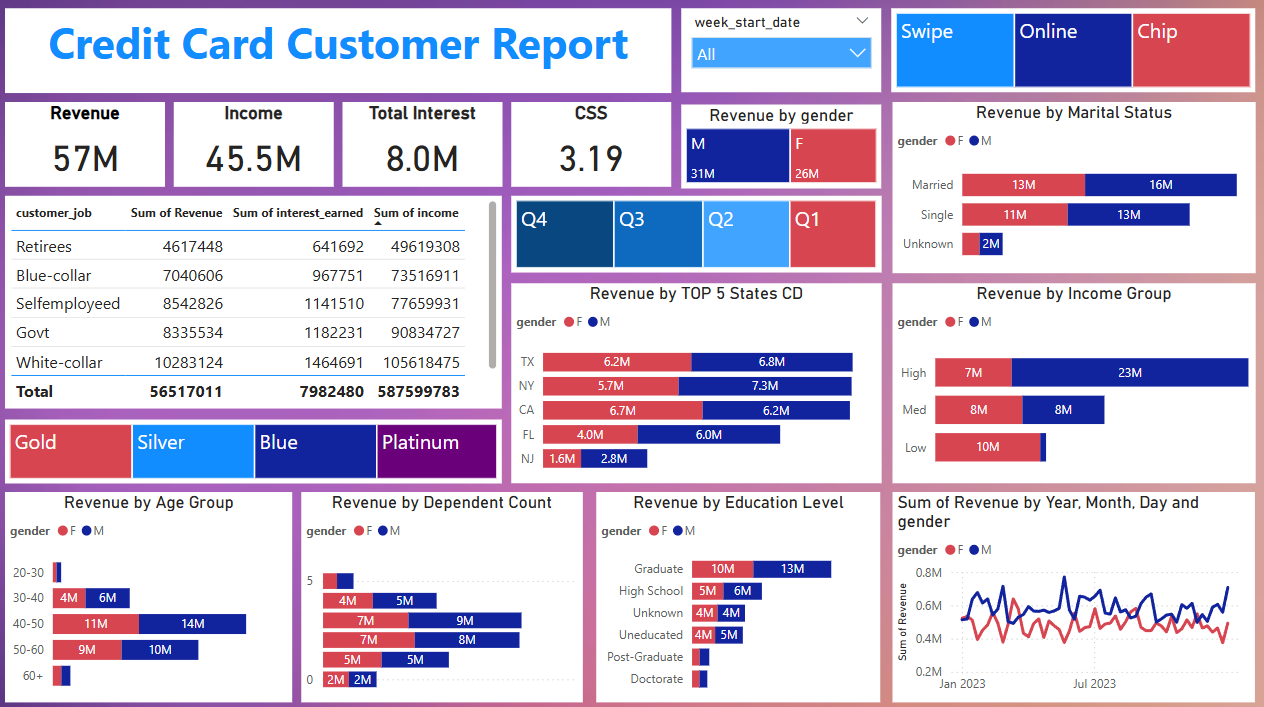 Credit Card Customer Report
week_start_date
All
Swipe
Online
Chip
Revenue
57M
Income
45.5M
Total Interest
8.0M
CSS
3.19
Revenue by gender
M
31M
F
26M
Revenue by Marital Status
gender F M
Married 13M 16M
Single 11M 13M
Unknown 2M
customer_job Sum of Revenue Sum of interest_earned Sum of income
Retirees 4617448 641692 49619308
Blue-collar 7040606 967751 73516911
Selfemployeed 8542826 1141510 77659931
Govt 8335534 1182231 90834727
White-collar 10283124 1464691 105618475
Total 56517011 7982480 587599783
Q4
Q3
Q2
Q1
Revenue by TOP 5 States CD
gender F M
TX 6.2M 6.8M
NY 5.7M 7.3M
CA 6.7M 6.2M
FL 4.0M 6.0M
NJ 1.6M 2.8M
Revenue by Income Group
gender F M
High 7M 23M
Med 8M 8M
Low 10M
Gold
Silver
Blue
Platinum
Revenue by Age Group
gender F M
20-30
30-40 4M 6M
40-50 11M 14M
50-60 9M 10M
60+
Revenue by Dependent Count
gender F M
5
4M 5M
7M 9M
7M 8M
5M 5M
0 2M 2M
Revenue by Education Level
gender F M
Graduate 10M 13M
High School 5M 6M
Unknown 4M 4M
Uneducated 4M 5M
Post-Graduate
Doctorate
Sum of Revenue by Year, Month, Day and
gender
gender F M
Sum of Revenue
0.8M
0.6M
0.4M
0.2M
Jan 2023 Jul 2023